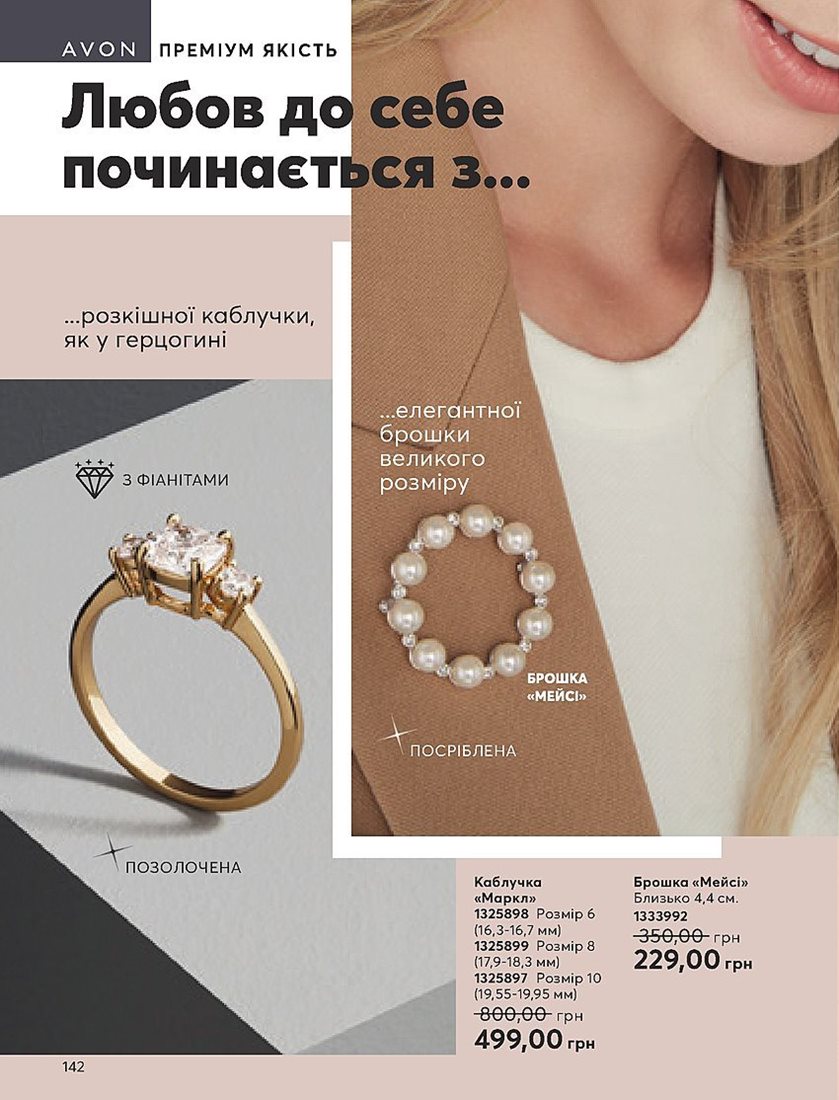 AVON ПРЕМІУМ ЯКІСТЬ
Любов до себе
починається з...
...розкішної каблучки,
як у герцогині
З ФІАНІТАМИ
ПОЗОЛОЧЕНА
...елегантної
брошки
великого
розміру
БРОШКА
«МЕЙСІ»
ПОСРІБЛЕНА
Каблучка
«Маркл»
1325898 Розмір 6
(16,3-16,7 мм)
1325899 Розмір 8
(17,9-18,3 мм)
1325897 Розмір 10
(19,55-19,95 мм)
800,00 грн
499,00 грн
Брошка «Мейсі»
Близько 4,4 см.
1333992
350,00 грн
229,00 грн
142